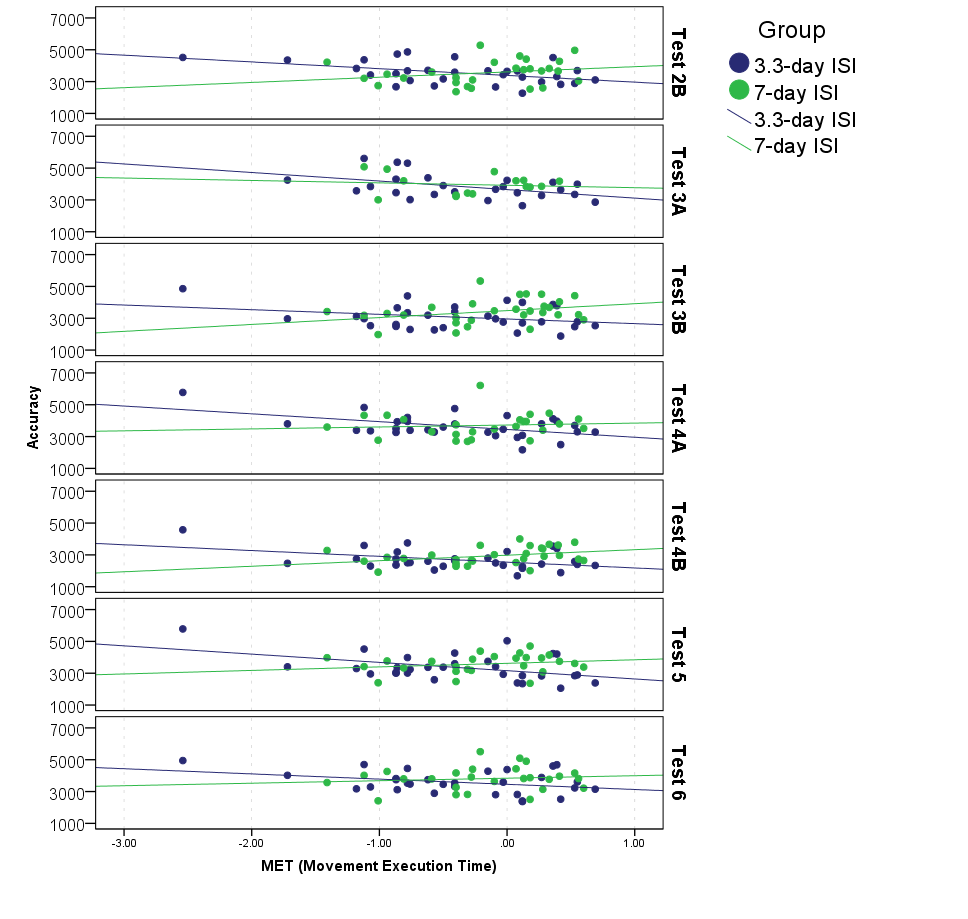 Group
3.3-day ISI
7-day ISI
3.3-day ISI
7-day ISI
Accuracy
7000
5000
3000
1000
Test 2B
7000
5000
3000
1000
Test 3A
7000
5000
3000
1000
Test 3B
7000
5000
3000
1000
Test 4A
7000
5000
3000
1000
Test 4B
7000
5000
3000
1000
Test 5
7000
5000
3000
1000
Test 6
-3.00 -2.00 -1.00 .00 1.00
MET (Movement Execution Time)